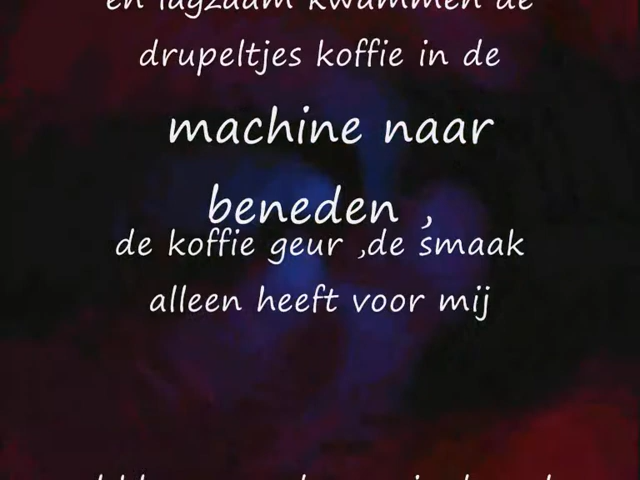 en lagzaam kwammen de
drupeltjes koffie in de
machine naar
beneden ,
de koffie geur ,de smaak
alleen heeft voor mij